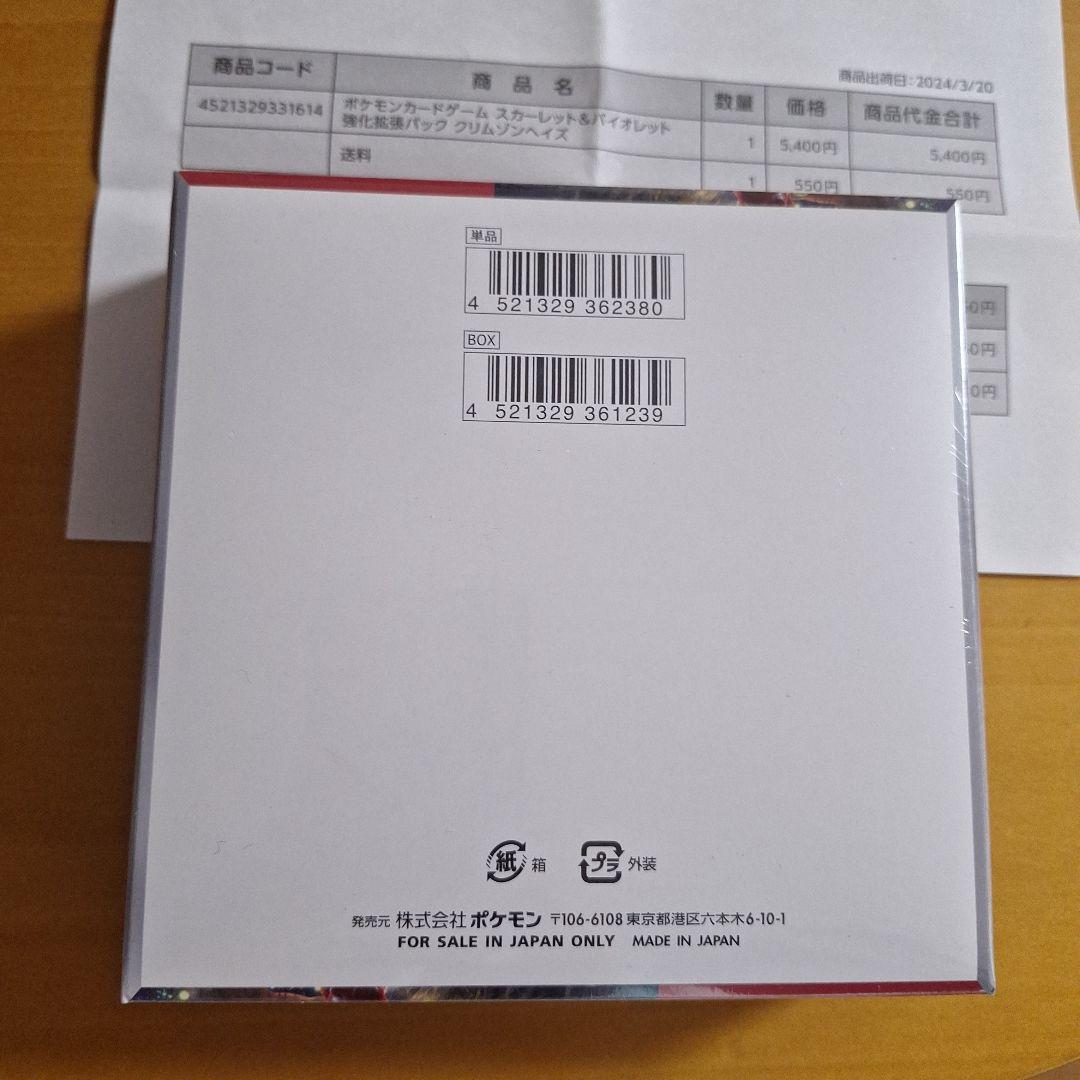 商品出荷日：2024/3/20
商品コード 商 品 名 数量 価格 商品代金合計
4521329331614 ポケモンカードゲーム スカーレット&バイオレット
強化拡張パック クリムゾンヘイズ 1 5,400円 5,400円
送料 1 550円 550円
0円
0円
0円
単品
4 521329 362380
BOX
4 521329 361239
紙 箱 プラ 外装
発売元 株式会社 ポケモン 〒106-6108 東京都港区六本木6-10-1
FOR SALE IN JAPAN ONLY MADE IN JAPAN